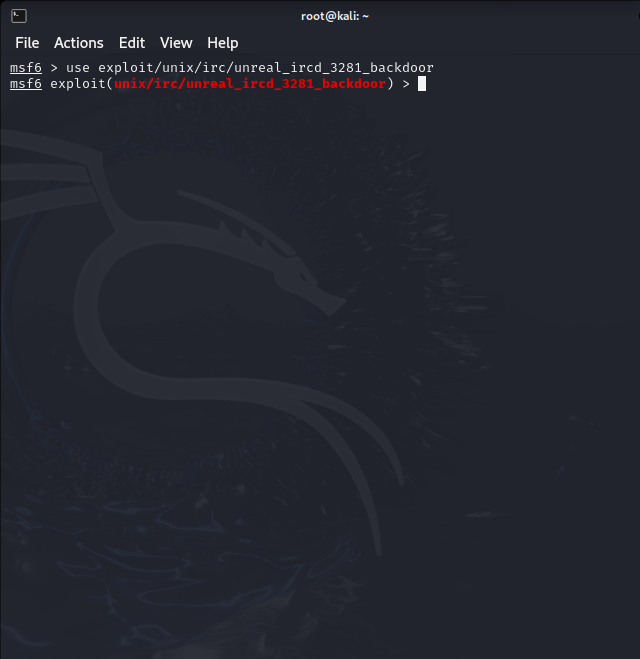 root@kali: ~
File Actions Edit View Help
msf6 > use exploit/unix/irc/unreal_ircd_3281_backdoor
msf6 exploit(unix/irc/unreal_ircd_3281_backdoor) >